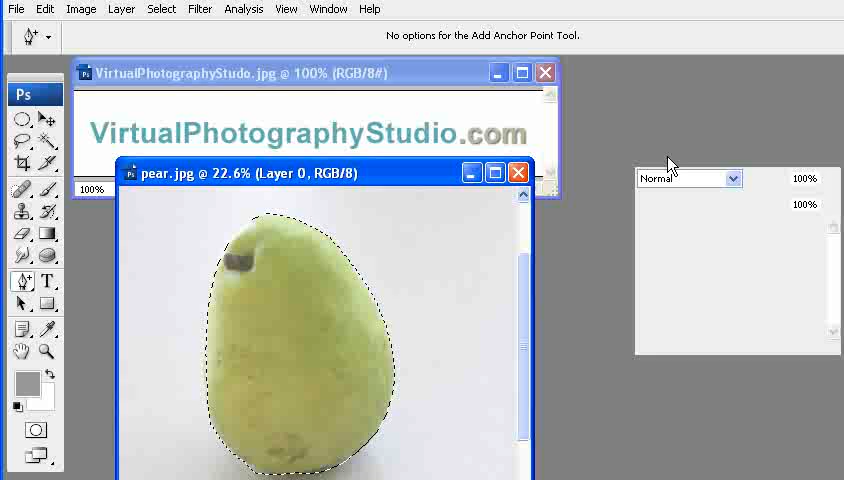 File Edit Image Layer Select Filter Analysis View Window Help
No options for the Add Anchor Point Tool.
Ps
Ps VirtualPhotographyStudo.jpg @ 100% (RGB/8#)
VirtualPhotographyStudio.com
Ps pear.jpg @ 22.6% (Layer 0, RGB/8)
100%
Normal 100%
100%
T